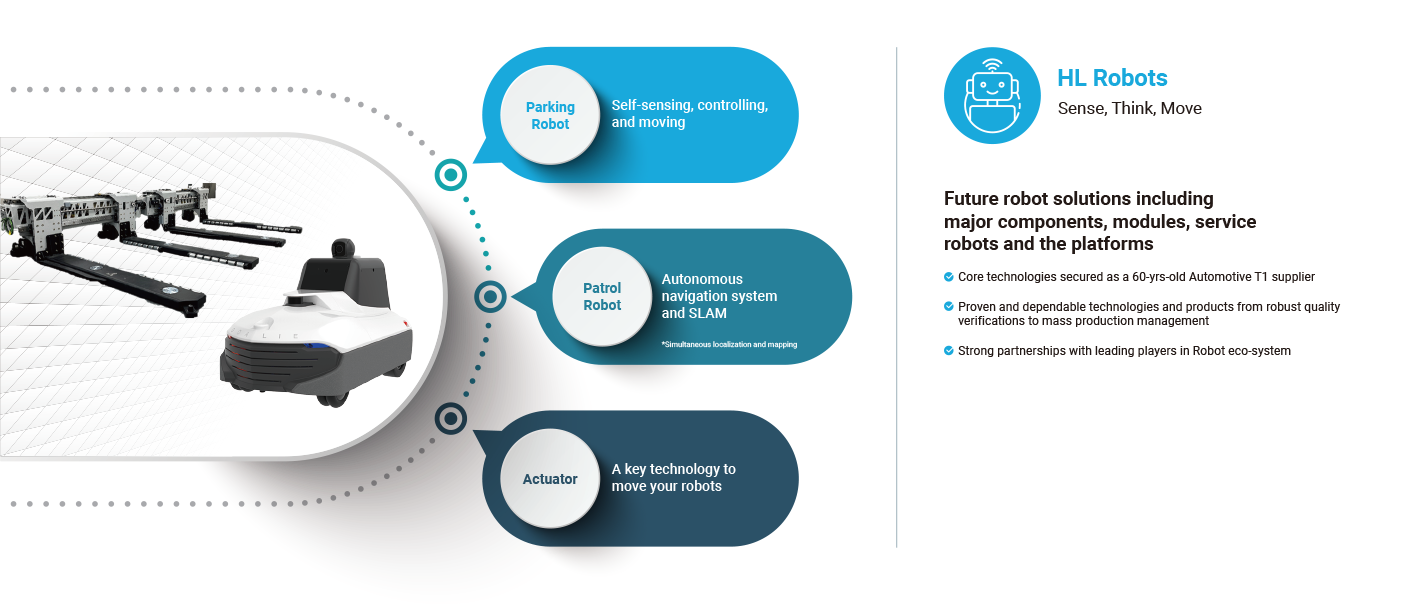 Parking
Robot
Self-sensing, controlling,
and moving
Patrol
Robot
Autonomous
navigation system
and SLAM
*Simultaneous localization and mapping
Actuator
A key technology to
move your robots
HL Robots
Sense, Think, Move
Future robot solutions including
major components, modules, service
robots and the platforms
Core technologies secured as a 60-yrs-old Automotive T1 supplier
Proven and dependable technologies and products from robust quality
verifications to mass production management
Strong partnerships with leading players in Robot eco-system